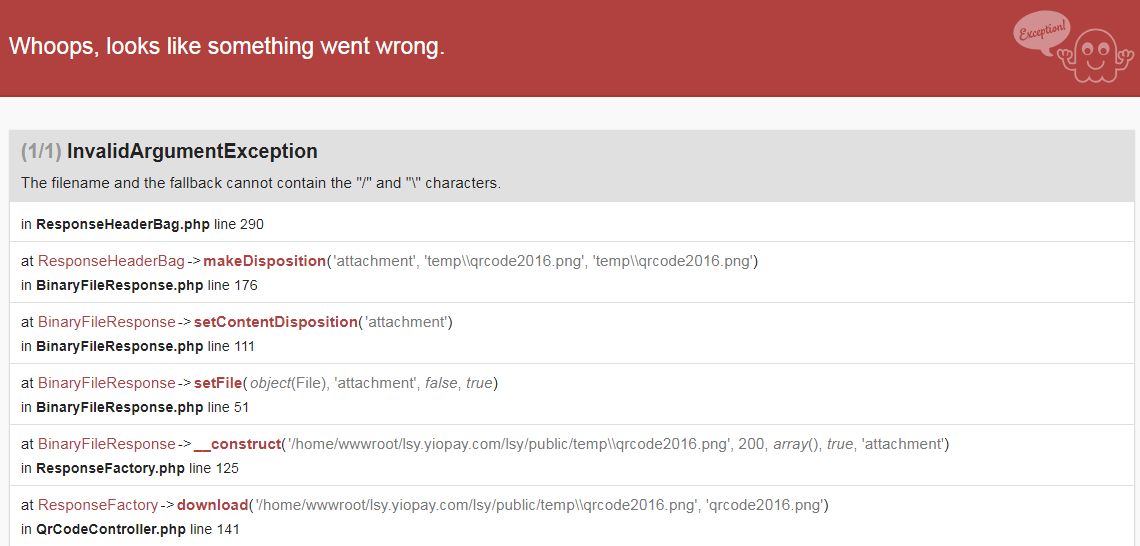 Whoops, looks like something went wrong.
Exception!
(1/1) InvalidArgumentException
The filename and the fallback cannot contain the "/" and "\" characters.
in ResponseHeaderBag.php line 290
at ResponseHeaderBag->makeDisposition('attachment', 'temp\\qrcode2016.png', 'temp\\qrcode2016.png')
in BinaryFileResponse.php line 176
at BinaryFileResponse->setContentDisposition('attachment')
in BinaryFileResponse.php line 111
at BinaryFileResponse->setFile(object(File), 'attachment', false, true)
in BinaryFileResponse.php line 51
at BinaryFileResponse->__construct('/home/wwwroot/lsy.yiopay.com/lsy/public/temp\\qrcode2016.png', 200, array(), true, 'attachment')
in ResponseFactory.php line 125
at ResponseFactory->download('/home/wwwroot/lsy.yiopay.com/lsy/public/temp\\qrcode2016.png', 'qrcode2016.png')
in QrCodeController.php line 141